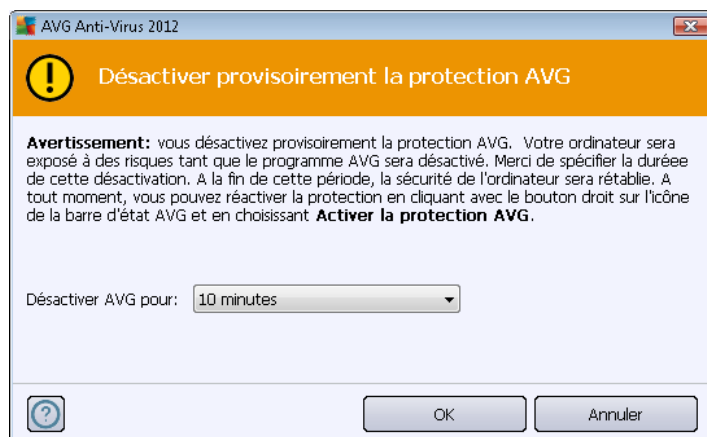 AVG Anti-Virus 2012
Désactiver provisoirement la protection AVG
Avertissement: vous désactivez provisoirement la protection AVG. Votre ordinateur sera
exposé à des risques tant que le programme AVG sera désactivé. Merci de spécifier la duréee
de cette désactivation. A la fin de cette période, la sécurité de l'ordinateur sera rétablie. A
tout moment, vous pouvez réactiver la protection en cliquant avec le bouton droit sur l'icône
de la barre d'état AVG et en choisissant Activer la protection AVG.
Désactiver AVG pour: 10 minutes
OK Annuler